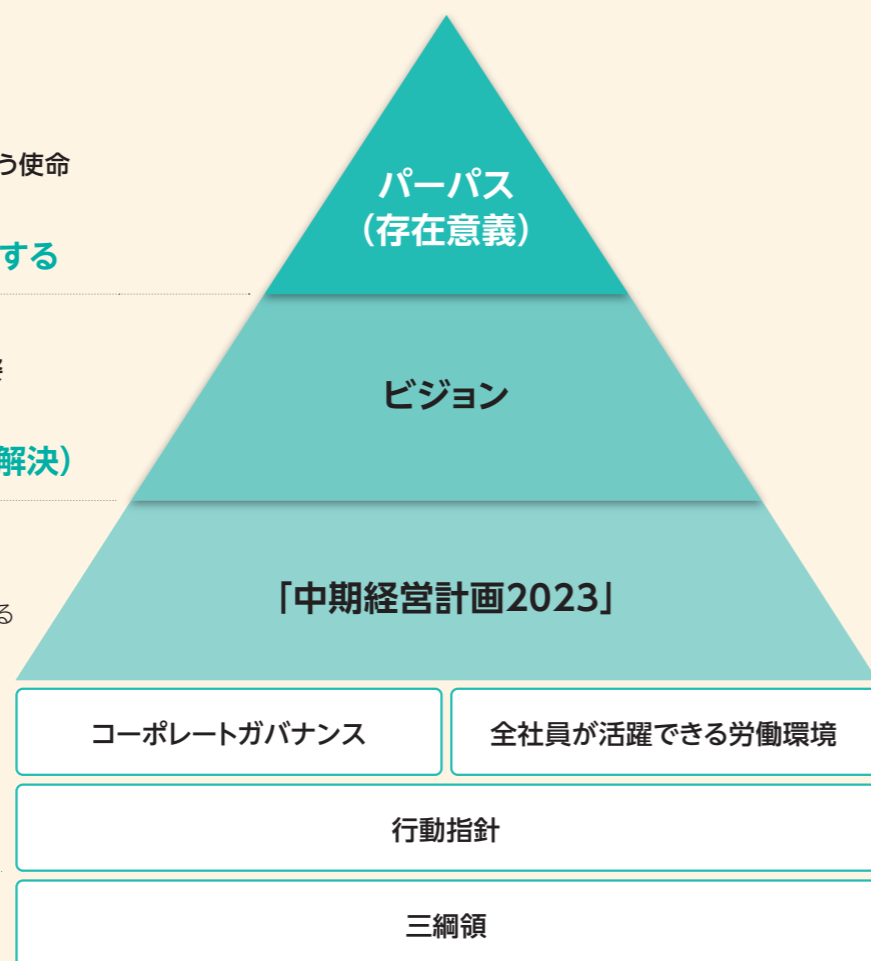 う使命
する
解決）
る
パーパス
（存在意義）
ビジョン
「中期経営計画2023」
コーポレートガバナンス
全社員が活躍できる労働環境
行動指針
三綱領